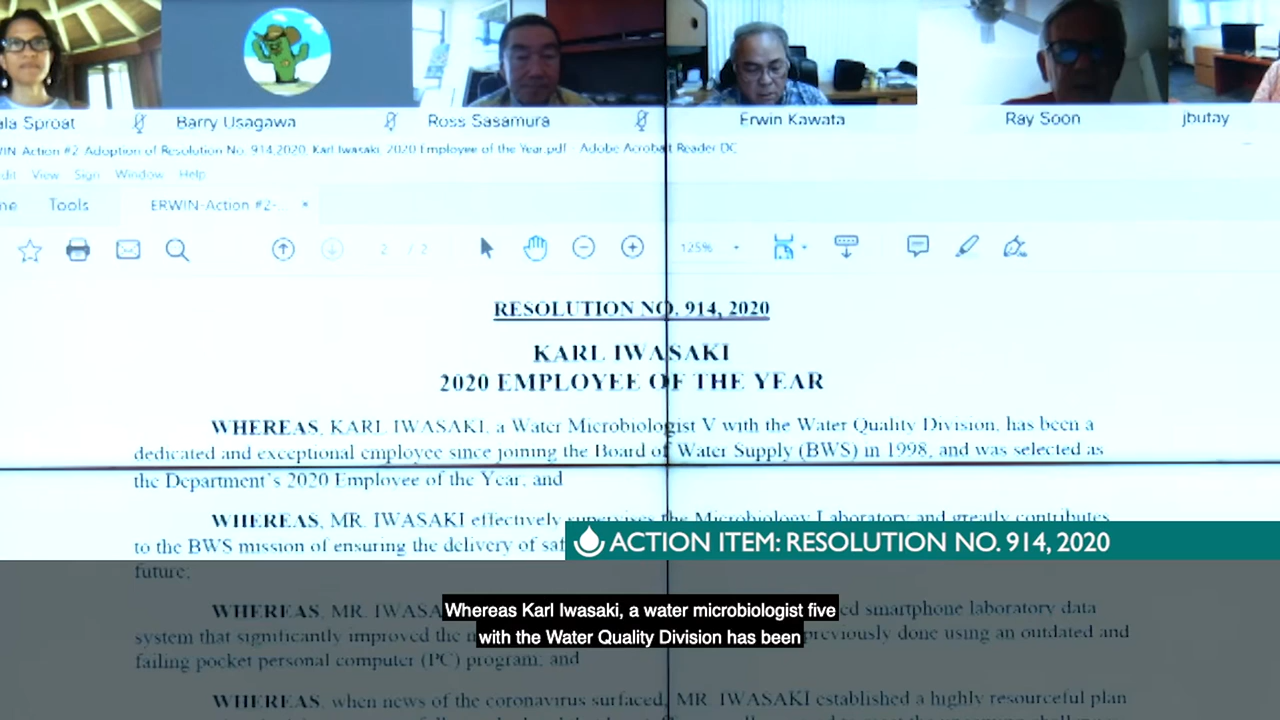 ala Sproat
Barry Usagawa
Ross Sasamura
Erwin Kawata
Ray Soon
jbutay
WIN-Action #2-Adoption of Resolution No. 914,2020, Karl Iwasaki, 2020 Employee of the Year.pdf - Adobe Acrobat Reader DC
dit View Sign Window Help
me Tools ERWIN-Action #2-... ×
2 / 2 125%
RESOLUTION NO. 914, 2020
KARL IWASAKI
2020 EMPLOYEE OF THE YEAR
WHEREAS, KARL IWASAKI, a Water Microbiologist V with the Water Quality Division, has been a
dedicated and exceptional employee since joining the Board of Water Supply (BWS) in 1998, and was selected as
the Department's 2020 Employee of the Year; and
WHEREAS, MR. IWASAKI effectively supervises the Microbiology Laboratory and greatly contributes
to the BWS mission of ensuring the delivery of saf
ACTION ITEM: RESOLUTION NO. 914, 2020
future;
WHEREAS, MR. IWASA ed smartphone laboratory data
Whereas Karl Iwasaki, a water microbiologist five
with the Water Quality Division has been
system that significantly improved the m previously done using an outdated and
failing pocket personal computer (PC) program; and
WHEREAS, when news of the coronavirus surfaced, MR. IWASAKI established a highly resourceful plan